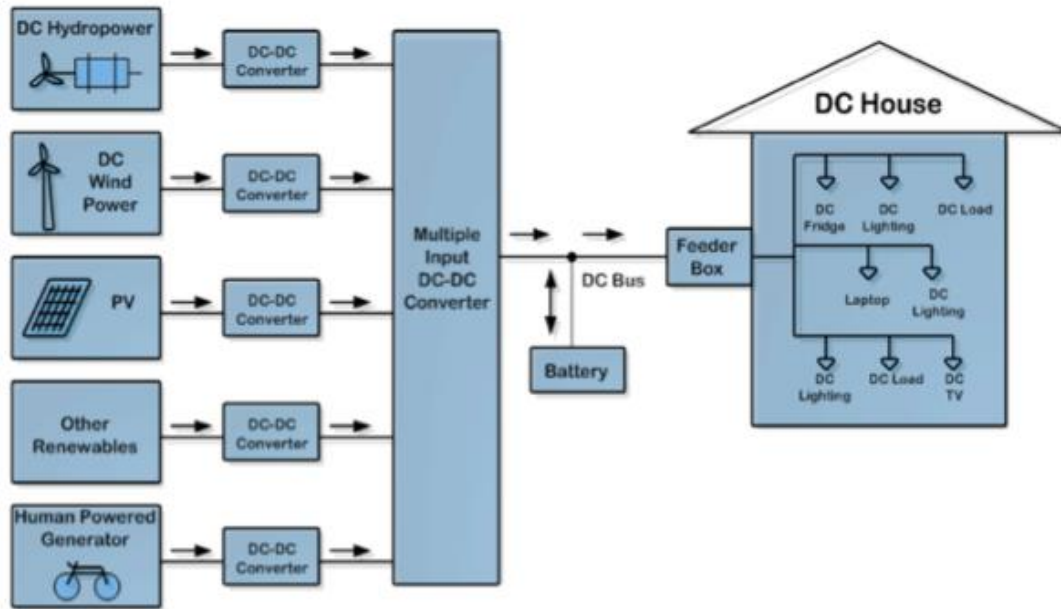 DC Hydropower
DC-DC
Converter
DC
Wind
Power
DC-DC
Converter
PV
DC-DC
Converter
Other
Renewables
DC-DC
Converter
Human Powered
Generator
DC-DC
Converter
Multiple
Input
DC-DC
Converter
DC Bus
Battery
Feeder
Box
DC House
DC
Fridge
DC
Lighting
DC Load
Laptop
DC
Lighting
DC
Lighting
DC Load
DC
TV